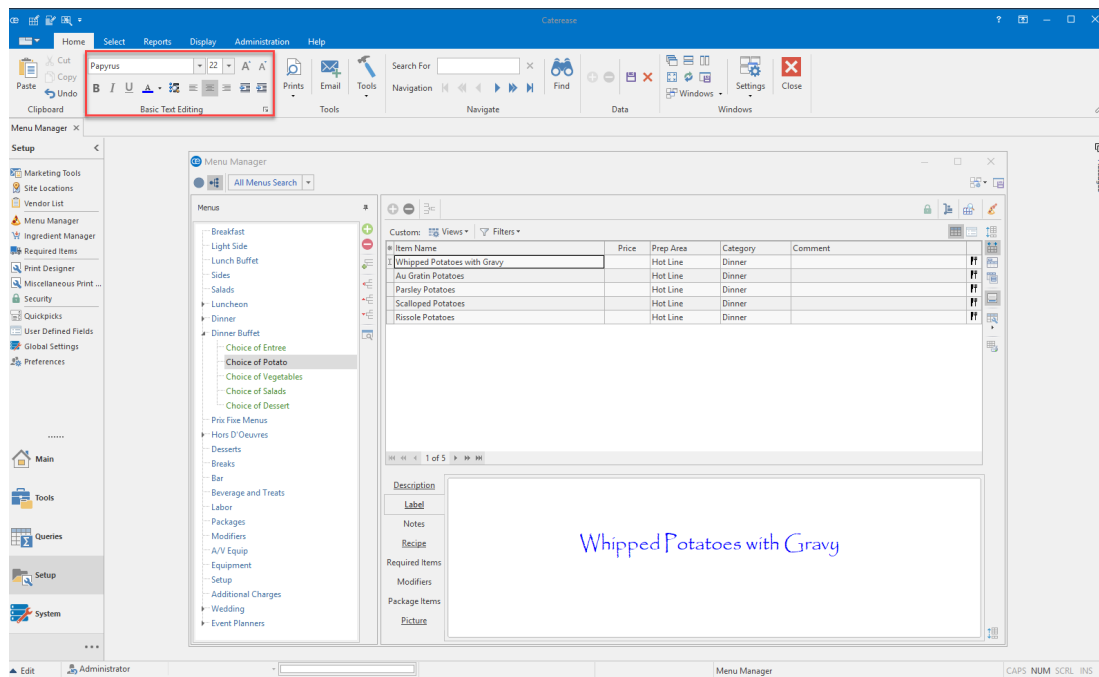 Caterease
Home Select Reports Display Administration Help
Cut
Copy
Paste
Undo
Clipboard
Papyrus 22
B I U A
Basic Text Editing
Prints
Email
Tools
Tools
Search For
Navigation
Find
Navigate
Data
Windows
Settings
Close
Windows
Menu Manager
Setup
Marketing Tools
Site Locations
Vendor List
Menu Manager
Ingredient Manager
Required Items
Print Designer
Miscellaneous Print ...
Security
Quickpicks
User Defined Fields
Global Settings
Preferences
Main
Tools
Queries
Setup
System
Menu Manager
All Menus Search
Menus
Breakfast
Light Side
Lunch Buffet
Sides
Salads
Luncheon
Dinner
Dinner Buffet
Choice of Entree
Choice of Potato
Choice of Vegetables
Choice of Salads
Choice of Dessert
Prix Fixe Menus
Hors D'Oeuvres
Desserts
Breaks
Bar
Beverage and Treats
Labor
Packages
Modifiers
A/V Equip
Equipment
Setup
Additional Charges
Wedding
Event Planners
Custom: Views Filters
Item Name Price Prep Area Category Comment
Whipped Potatoes with Gravy Hot Line Dinner
Au Gratin Potatoes Hot Line Dinner
Parsley Potatoes Hot Line Dinner
Scalloped Potatoes Hot Line Dinner
Rissole Potatoes Hot Line Dinner
1 of 5
Description
Label
Notes
Recipe
Required Items
Modifiers
Package Items
Picture
Whipped Potatoes with Gravy
Edit Administrator Menu Manager CAPS NUM SCRL INS